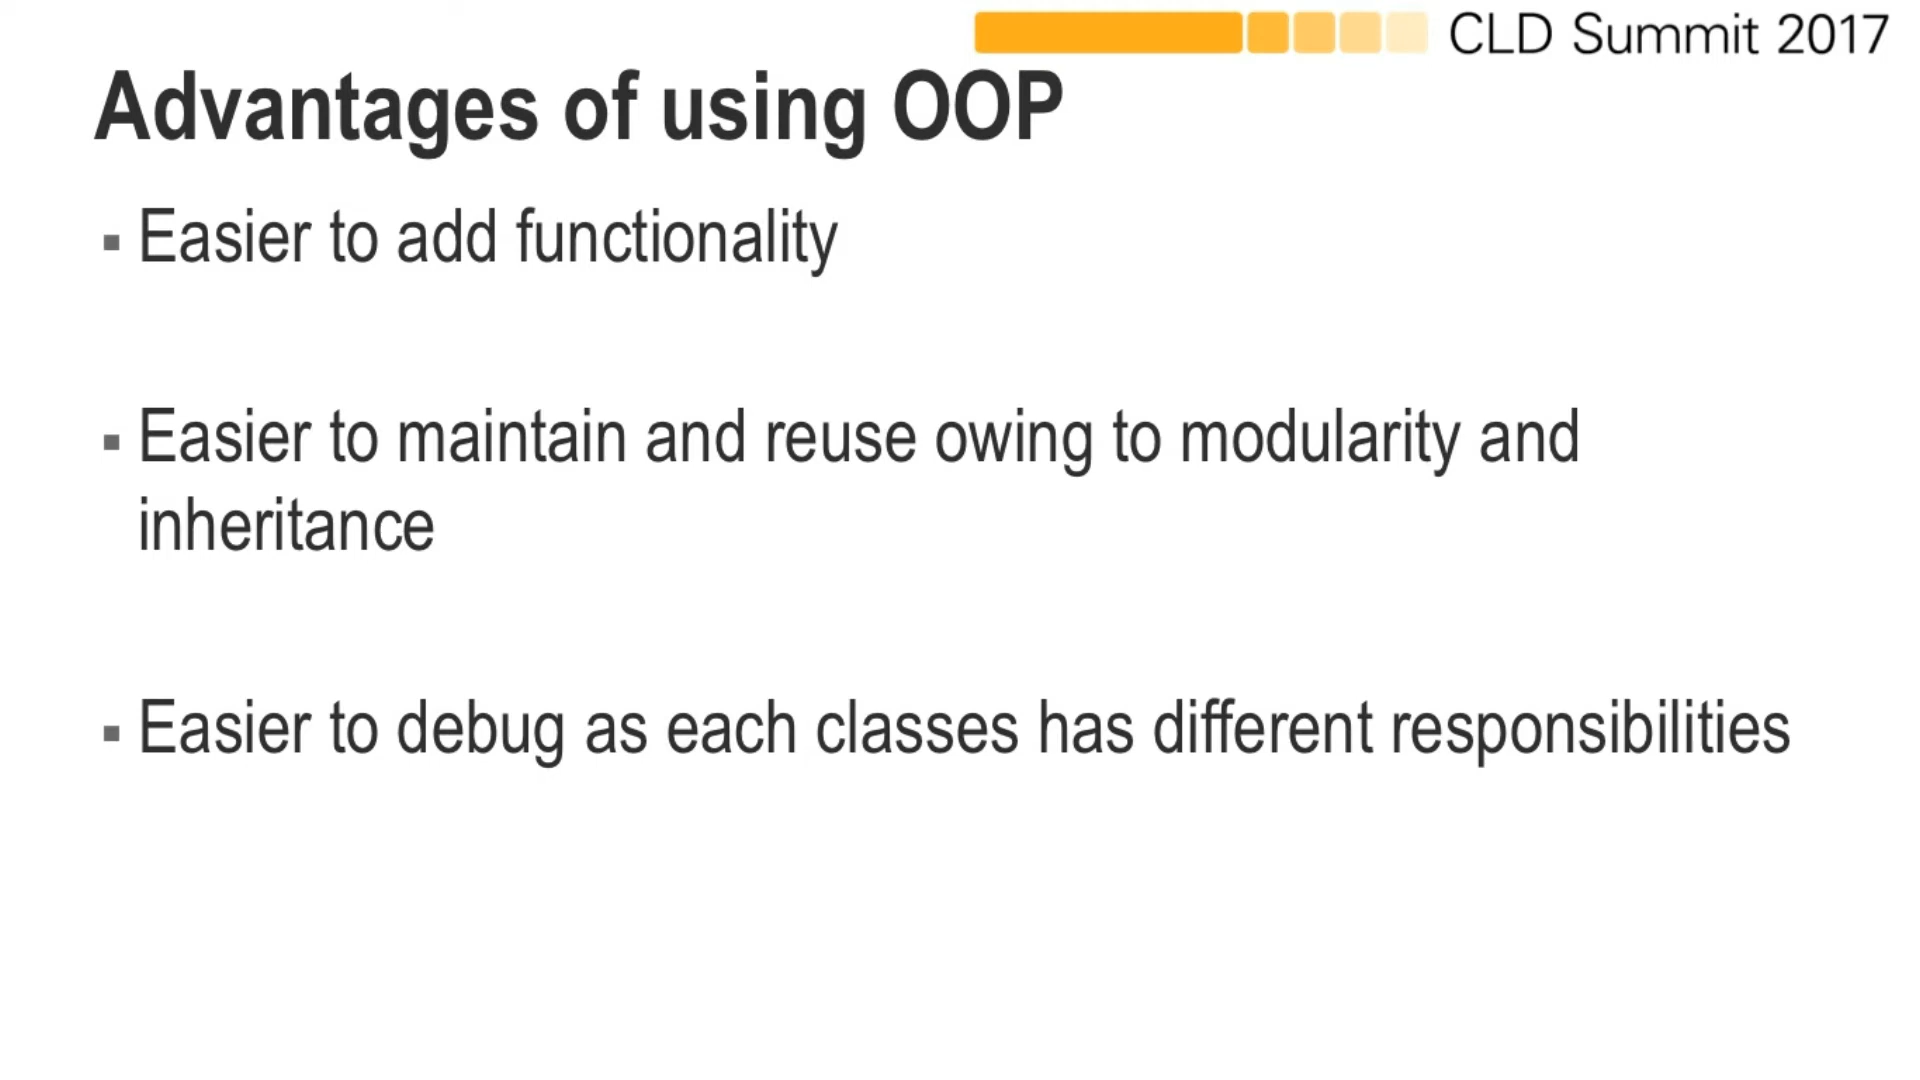 CLD Summit 2017
Advantages of using OOP
▪ Easier to add functionality
▪ Easier to maintain and reuse owing to modularity and
inheritance
▪ Easier to debug as each classes has different responsibilities